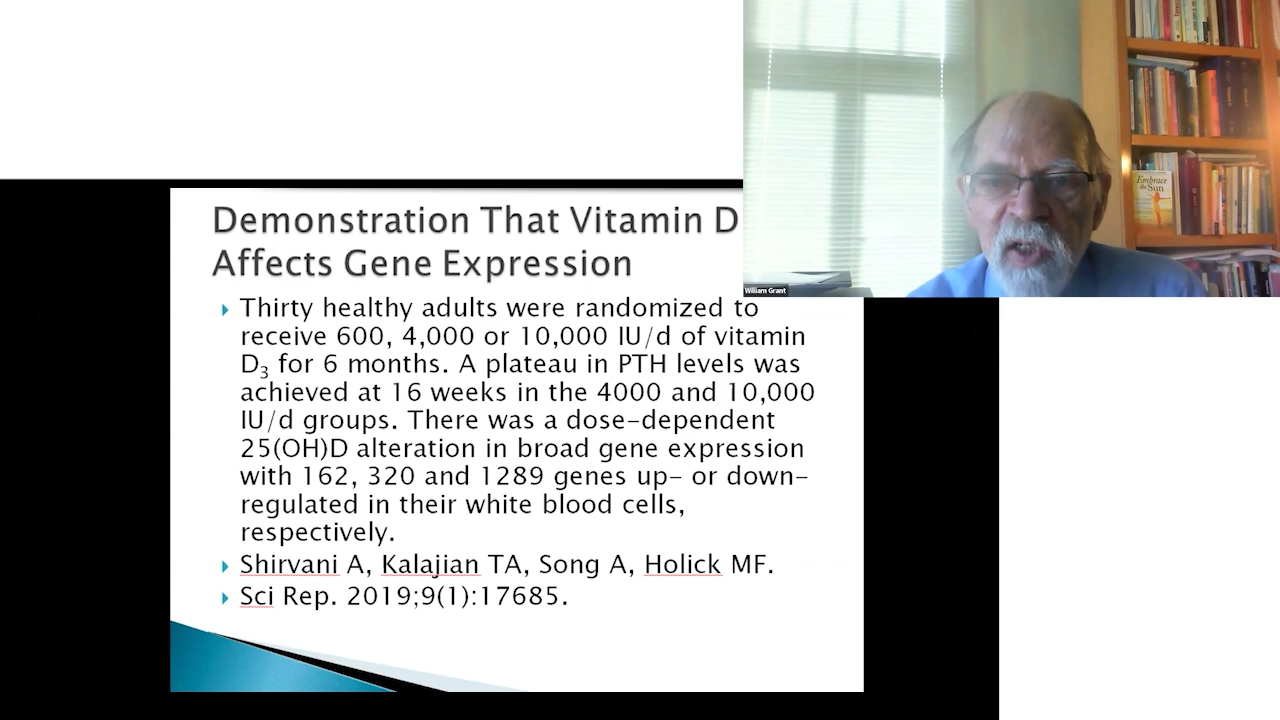 Demonstration That Vitamin D
Affects Gene Expression
Thirty healthy adults were randomized to
receive 600, 4,000 or 10,000 IU/d of vitamin
D₃ for 6 months. A plateau in PTH levels was
achieved at 16 weeks in the 4000 and 10,000
IU/d groups. There was a dose-dependent
25(OH)D alteration in broad gene expression
with 162, 320 and 1289 genes up- or down-
regulated in their white blood cells,
respectively.
Shirvani A, Kalajian TA, Song A, Holick MF.
Sci Rep. 2019;9(1):17685.
William Grant
Embrace
the Sun